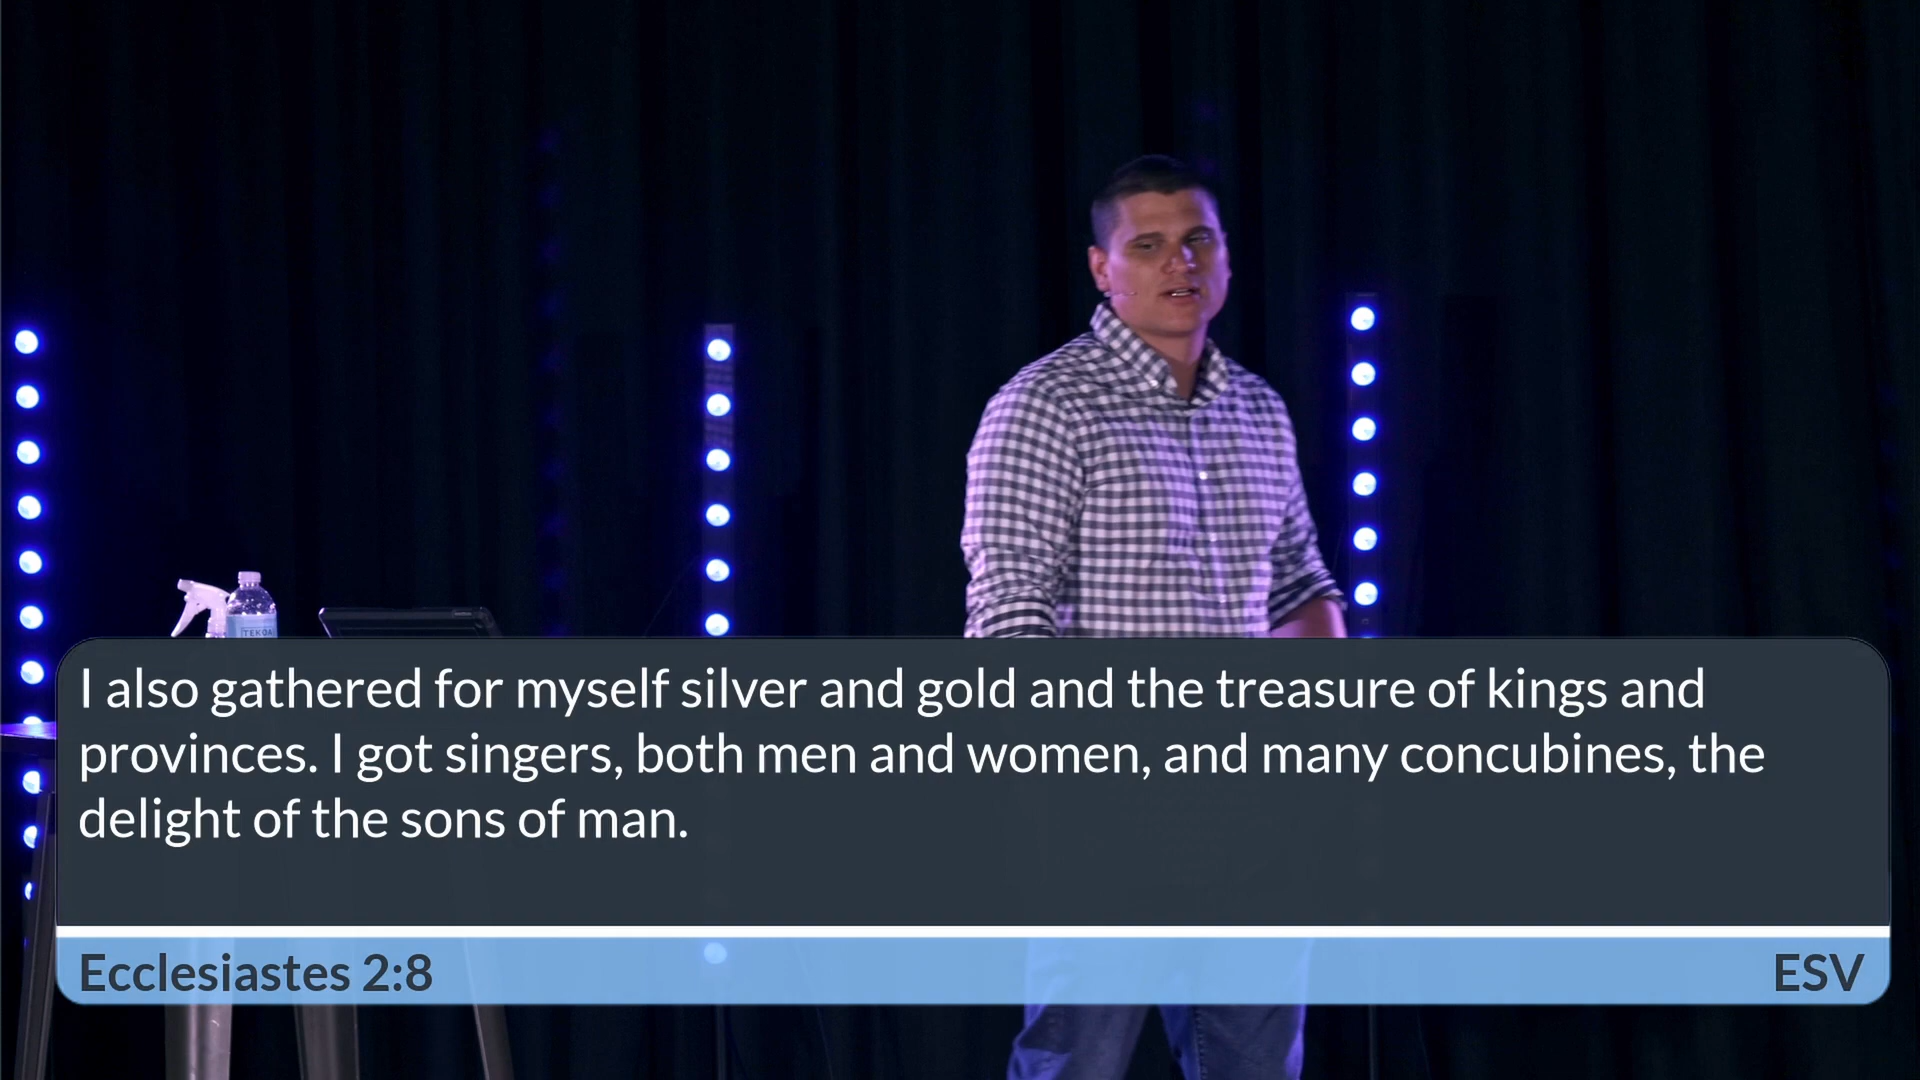 TEKOA
I also gathered for myself silver and gold and the treasure of kings and
provinces. I got singers, both men and women, and many concubines, the
delight of the sons of man.
Ecclesiastes 2:8 ESV